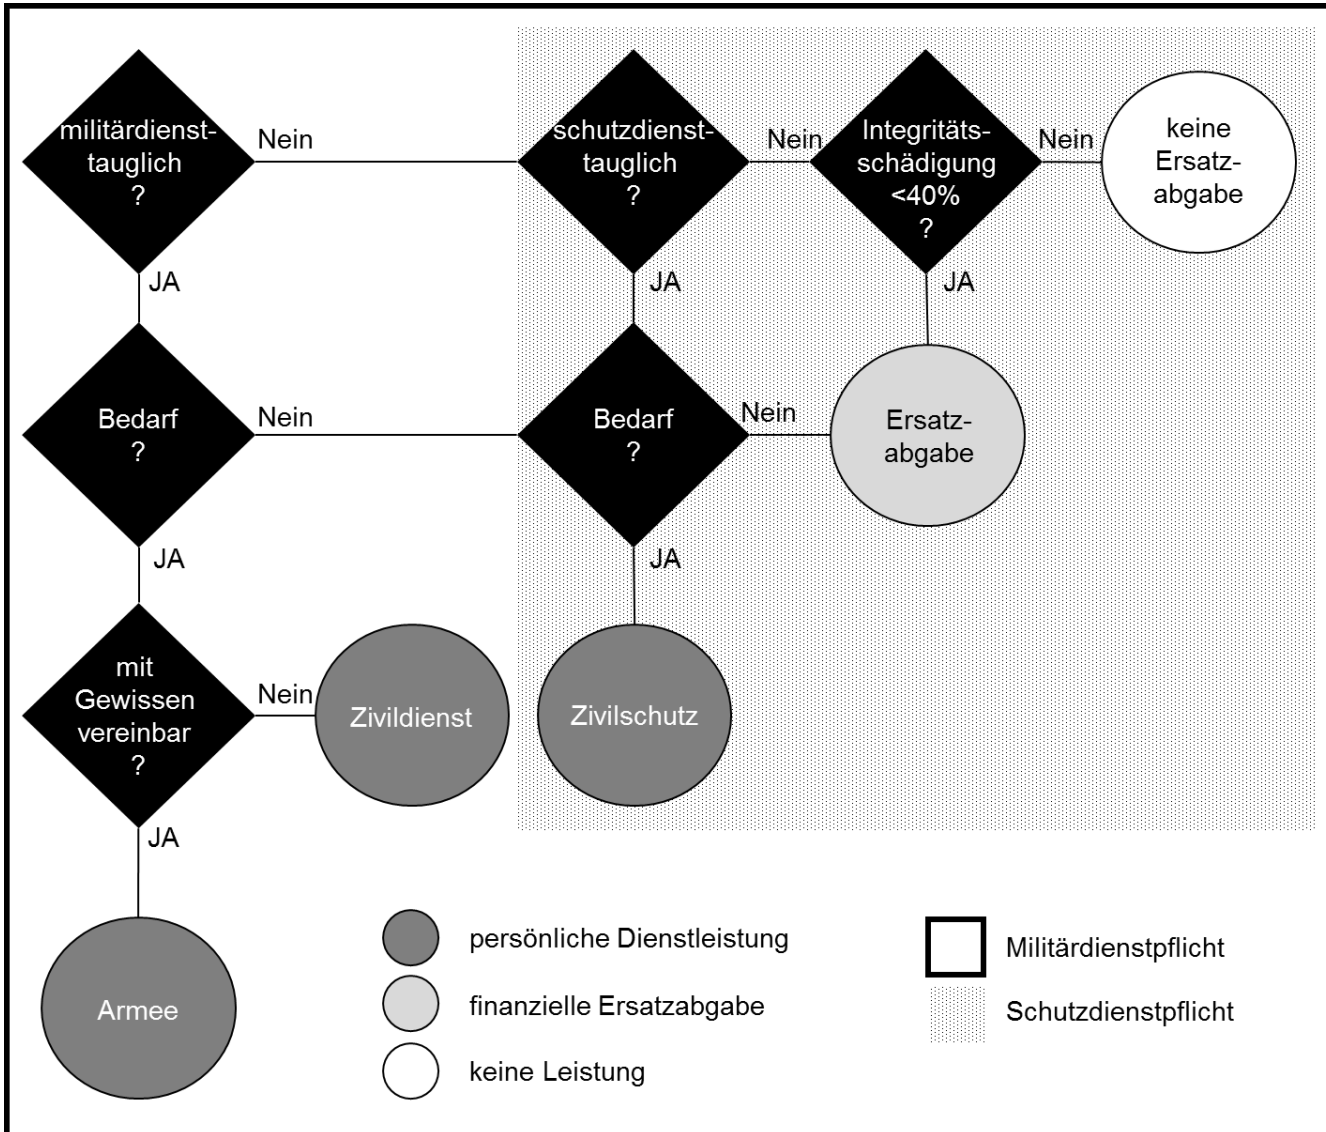 militärdienst-
tauglich
?
Nein
schutzdienst-
tauglich
?
Nein
Integritäts-
schädigung
<40%
?
Nein
keine
Ersatz-
abgabe
JA
JA
JA
Bedarf
?
Nein
Bedarf
?
Nein
Ersatz-
abgabe
JA
JA
mit
Gewissen
vereinbar
?
Nein
Zivildienst
Zivilschutz
JA
Armee
persönliche Dienstleistung
finanzielle Ersatzabgabe
keine Leistung
Militärdienstpflicht
Schutzdienstpflicht